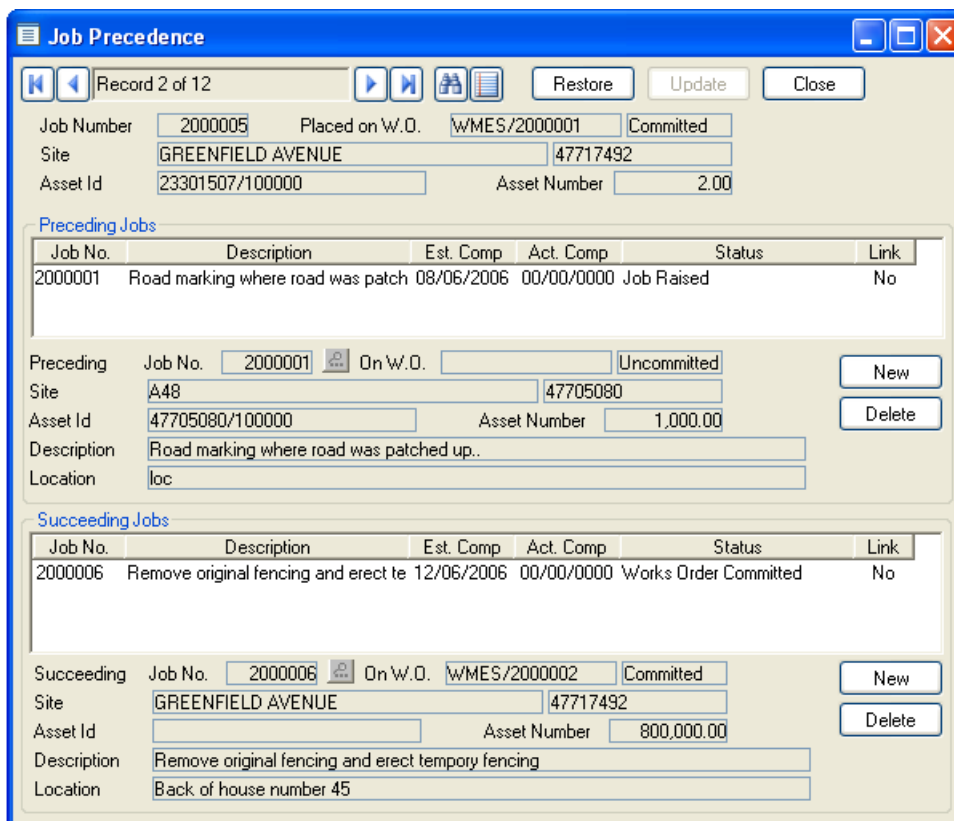 Job Precedence
Record 2 of 12 Restore Update Close
Job Number 2000005 Placed on W.O. WMES/2000001 Committed
Site GREENFIELD AVENUE 47717492
Asset Id 23301507/100000 Asset Number 2.00
Preceding Jobs
Job No. Description Est. Comp Act. Comp Status Link
2000001 Road marking where road was patch 08/06/2006 00/00/0000 Job Raised No
Preceding Job No. 2000001 On W.O. Uncommitted New
Site A48 47705080
Asset Id 47705080/100000 Asset Number 1,000.00 Delete
Description Road marking where road was patched up..
Location loc
Succeeding Jobs
Job No. Description Est. Comp Act. Comp Status Link
2000006 Remove original fencing and erect te 12/06/2006 00/00/0000 Works Order Committed No
Succeeding Job No. 2000006 On W.O. WMES/2000002 Committed New
Site GREENFIELD AVENUE 47717492
Asset Id Asset Number 800,000.00 Delete
Description Remove original fencing and erect tempory fencing
Location Back of house number 45